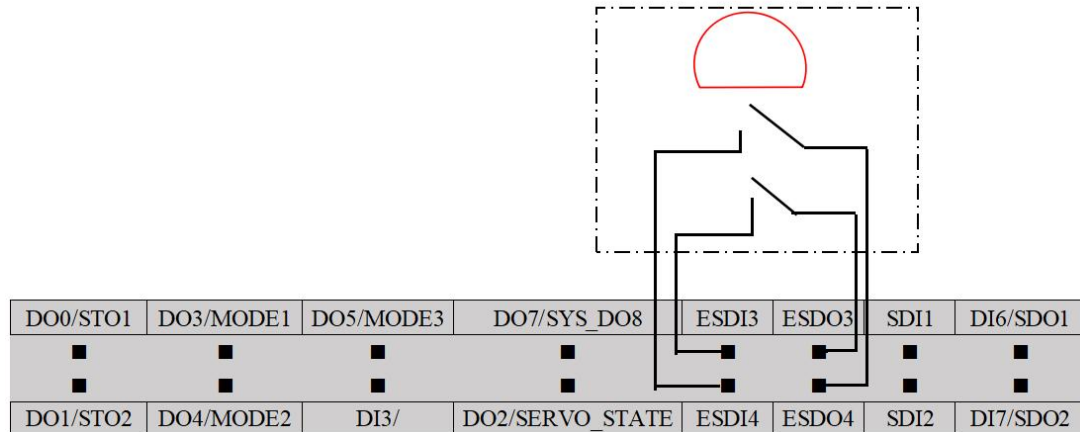 DO0/STO1 DO3/MODE1 DO5/MODE3 DO7/SYS_DO8 ESDI3 ESDO3 SDI1 DI6/SDO1
DO1/STO2 DO4/MODE2 DI3/ DO2/SERVO_STATE ESDI4 ESDO4 SDI2 DI7/SDO2